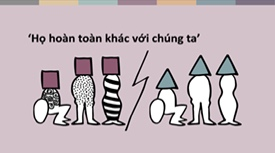 ‘Họ hoàn toàn khác với chúng ta’